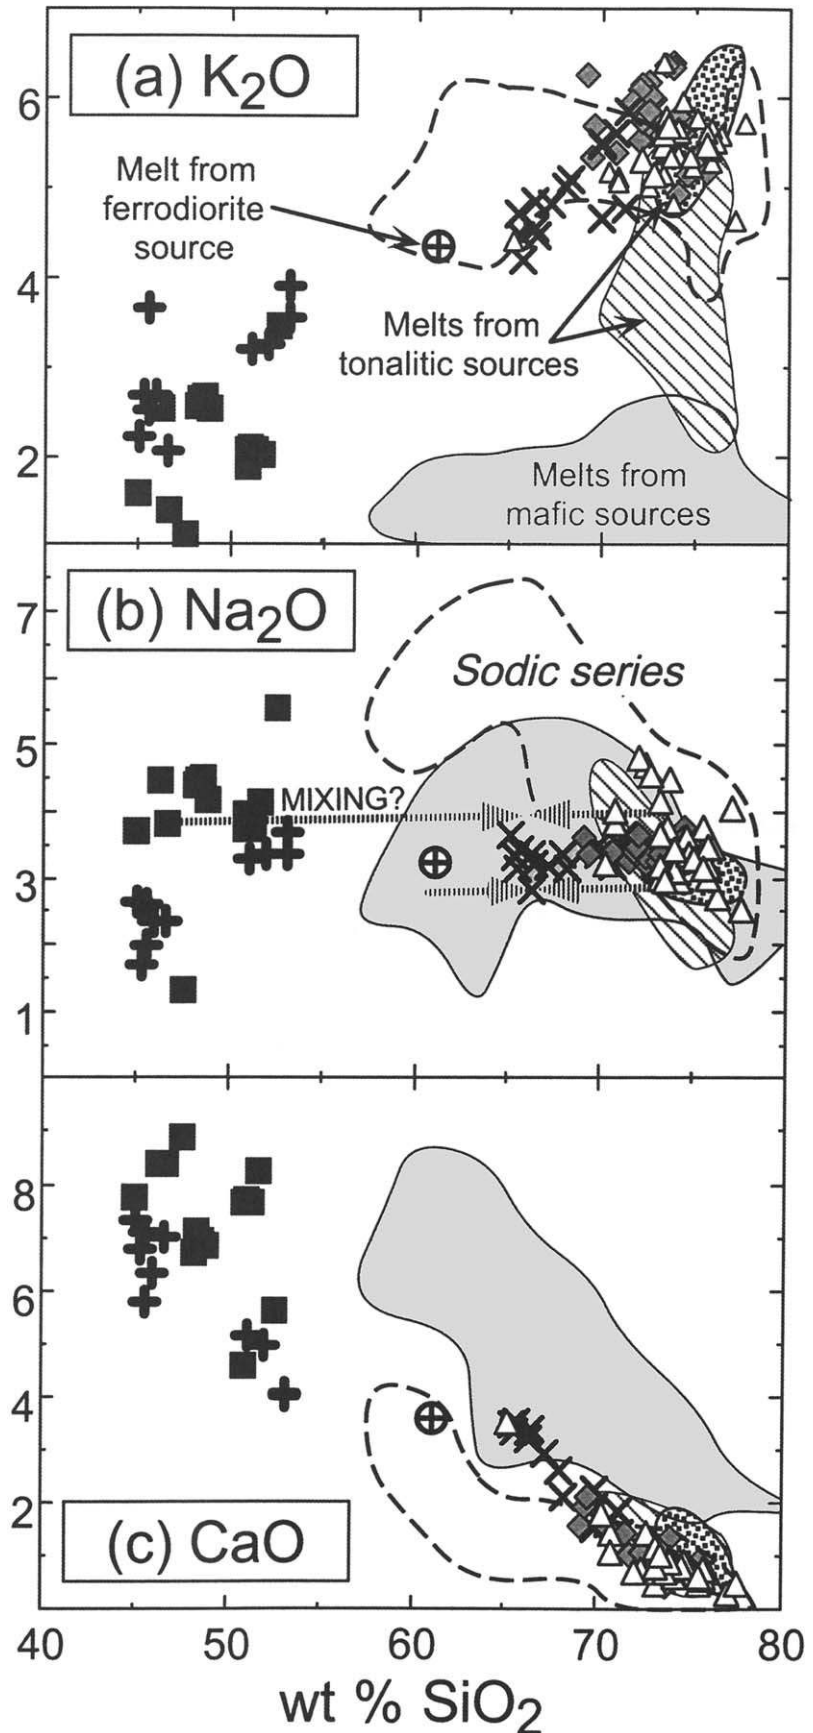 (a) K2O
6
Melt from
ferrodiorite
source
4
Melts from
tonalitic sources
2
Melts from
mafic sources
(b) Na2O
7
Sodic series
5
MIXING?
3
1
8
6
4
2
(c) CaO
40 50 60 70 80
wt % SiO2